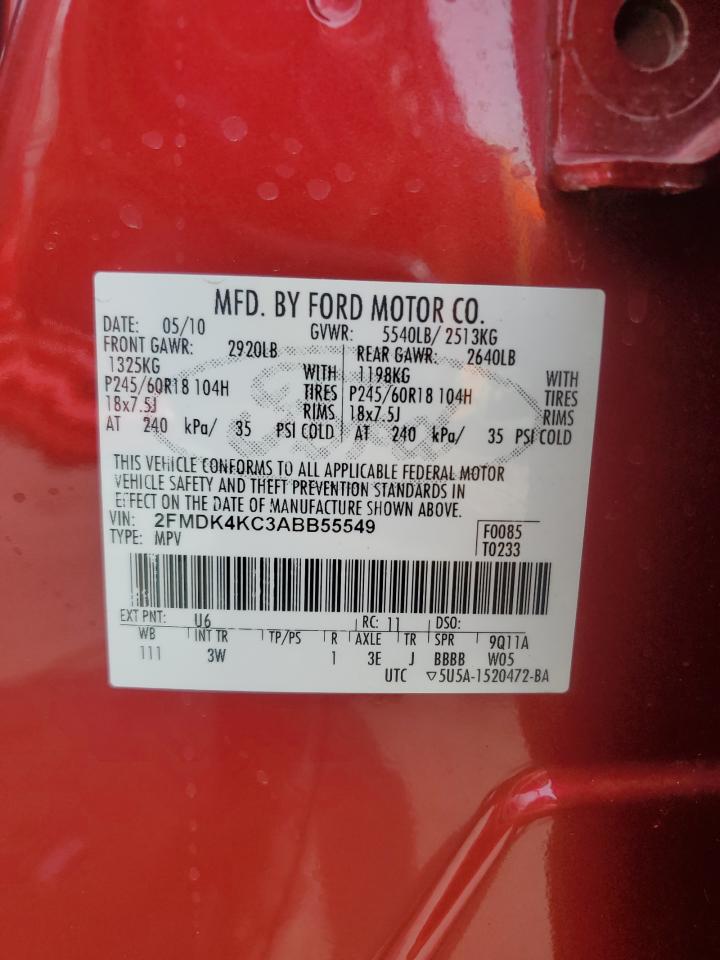 MFD. BY FORD MOTOR CO.
DATE: 05/10 GVWR: 5540LB/ 2513KG
FRONT GAWR: 2920LB REAR GAWR: 2640LB
1325KG WITH 1198KG WITH
P245/60R18 104H TIRES P245/60R18 104H TIRES
18x7.5J RIMS 18x7.5J RIMS
AT 240 kPa/ 35 PSI COLD AT 240 kPa/ 35 PSI COLD
Ford
THIS VEHICLE CONFORMS TO ALL APPLICABLE FEDERAL MOTOR
VEHICLE SAFETY AND THEFT PREVENTION STANDARDS IN
EFFECT ON THE DATE OF MANUFACTURE SHOWN ABOVE.
VIN: 2FMDK4KC3ABB55549 F0085
TYPE: MPV T0233
EXT PNT: U6 RC: 11 DSO:
WB INT TR TP/PS R AXLE TR SPR 9Q11A
111 3W 1 3E J BBBB W05
UTC ▽5U5A-1520472-BA